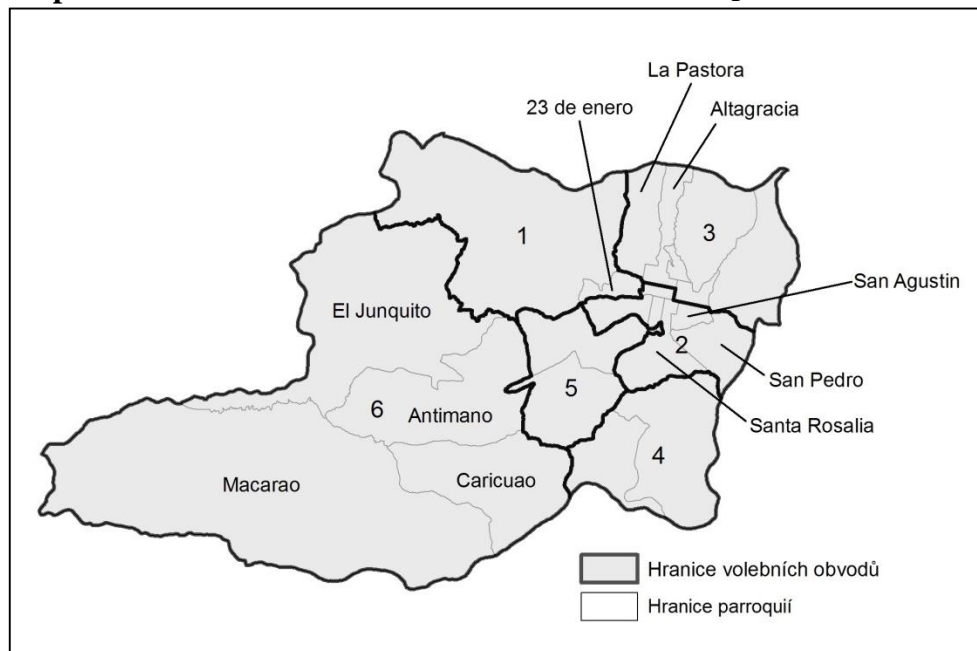 La Pastora
23 de enero
Altagracia
1
3
San Agustin
El Junquito
2
San Pedro
5
6
Antimano
Santa Rosalia
4
Macarao
Caricuao
Hranice volebních obvodů
Hranice parroquií